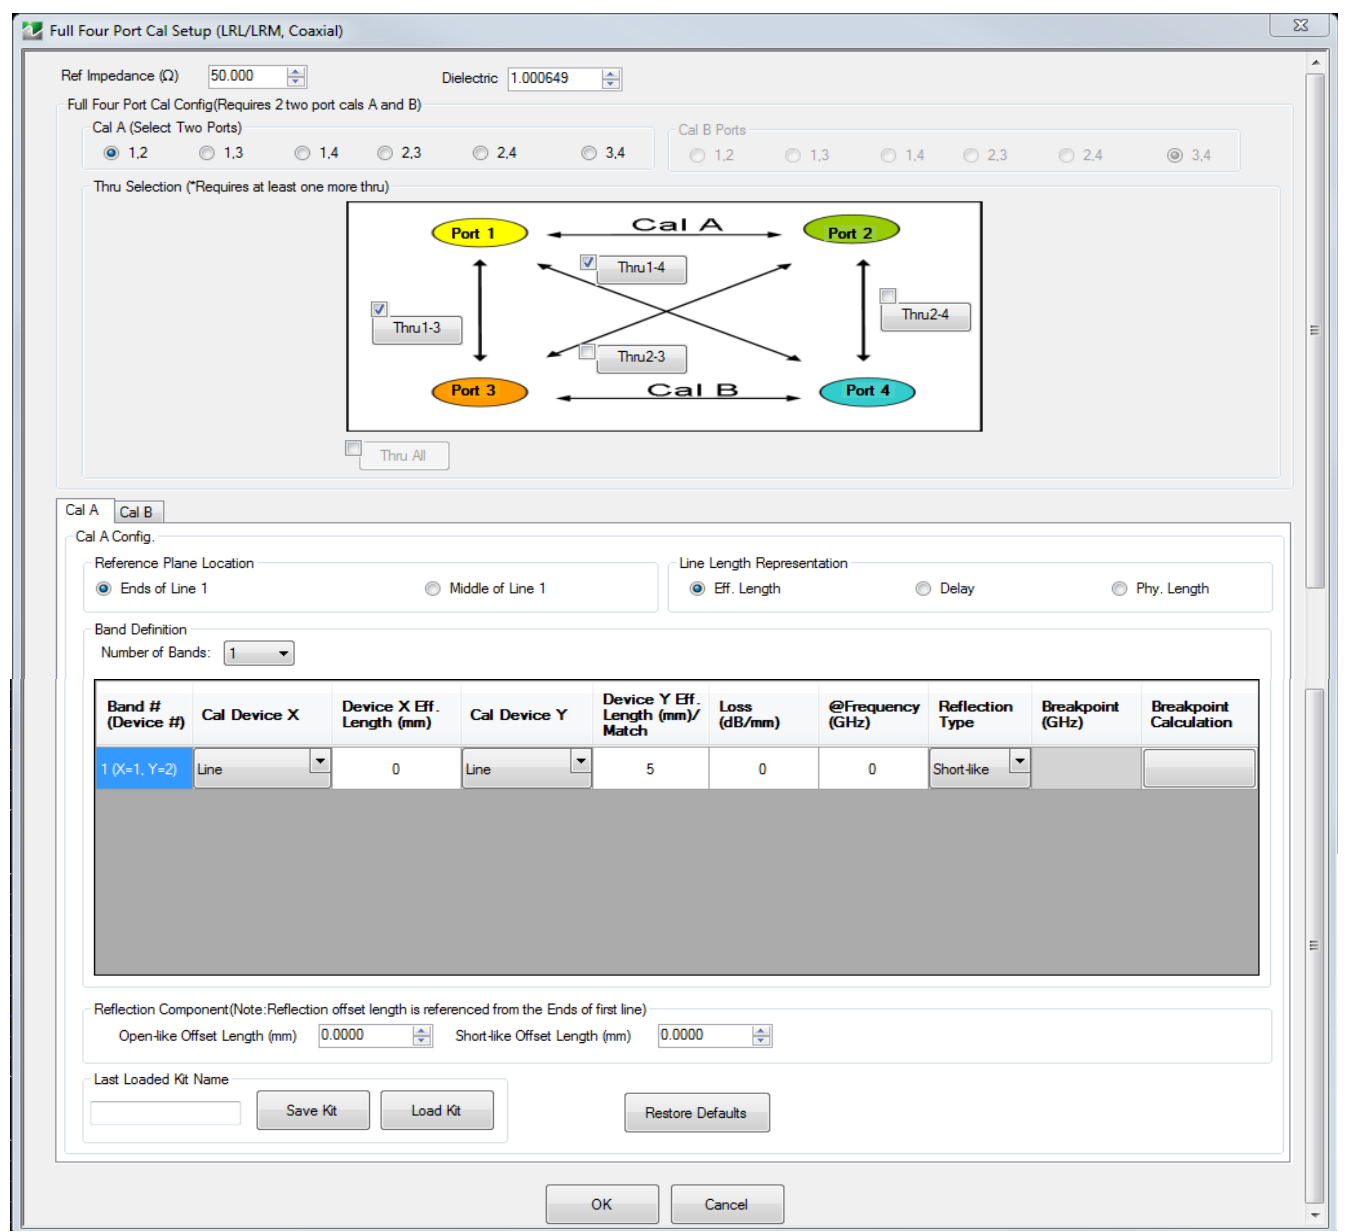 Full Four Port Cal Setup (LRL/LRM, Coaxial)
Ref Impedance (Ω) 50.000 Dielectric 1.000649
Full Four Port Cal Config(Requires 2 two port cals A and B)
Cal A (Select Two Ports)
1,2 1,3 1,4 2,3 2,4 3,4
Cal B Ports
1,2 1,3 1,4 2,3 2,4 3,4
Thru Selection (*Requires at least one more thru)
Port 1 Cal A Port 2
Thru1-4
Thru1-3 Thru2-4
Thru2-3
Port 3 Cal B Port 4
Thru All
Cal A Cal B
Cal A Config.
Reference Plane Location
Ends of Line 1 Middle of Line 1
Line Length Representation
Eff. Length Delay Phy. Length
Band Definition
Number of Bands: 1
Band # (Device #) Cal Device X Device X Eff. Length (mm) Cal Device Y Device Y Eff. Length (mm)/ Match Loss (dB/mm) @Frequency (GHz) Reflection Type Breakpoint (GHz) Breakpoint Calculation
1 (X=1, Y=2) Line 0 Line 5 0 0 Short-like
Reflection Component(Note:Reflection offset length is referenced from the Ends of first line)
Open-like Offset Length (mm) 0.0000 Short-like Offset Length (mm) 0.0000
Last Loaded Kit Name
Save Kit Load Kit Restore Defaults
OK Cancel